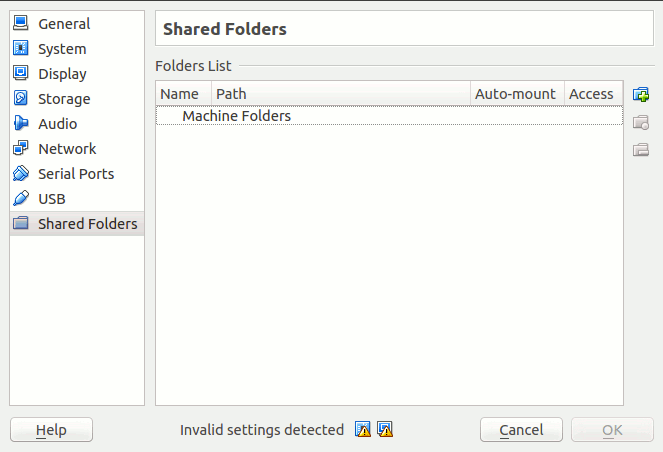 General
System
Display
Storage
Audio
Network
Serial Ports
USB
Shared Folders
Shared Folders
Folders List
Name Path Auto-mount Access
Machine Folders
Help Invalid settings detected Cancel OK